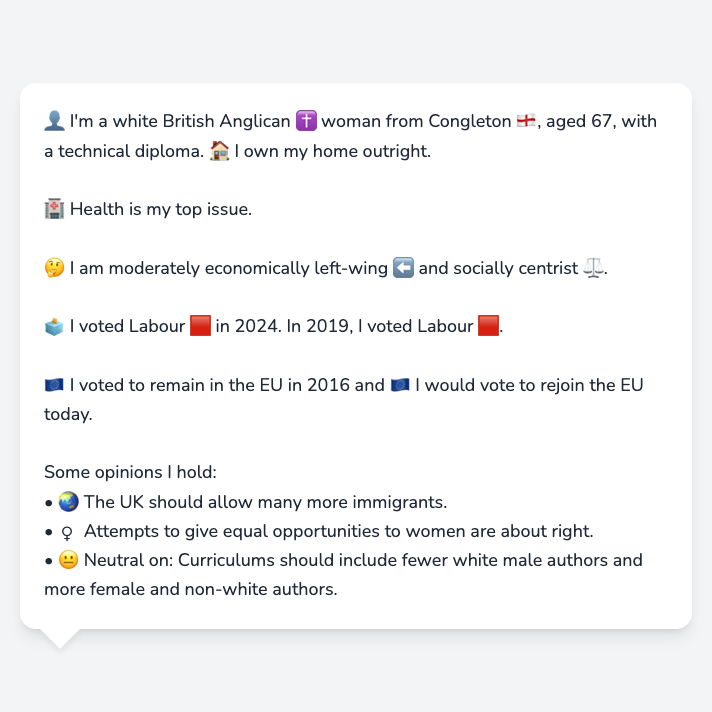 👤 I'm a white British Anglican ✝️ woman from Congleton 🏴󠁧󠁢󠁥󠁮󠁧󠁿, aged 67, with
a technical diploma. 🏠 I own my home outright.
🏥 Health is my top issue.
🤔 I am moderately economically left-wing ⬅️ and socially centrist ⚖️.
🗳️ I voted Labour 🟥 in 2024. In 2019, I voted Labour 🟥.
🇪🇺 I voted to remain in the EU in 2016 and 🇪🇺 I would vote to rejoin the EU
today.
Some opinions I hold:
• 🌏 The UK should allow many more immigrants.
• ♀ Attempts to give equal opportunities to women are about right.
• 😐 Neutral on: Curriculums should include fewer white male authors and
more female and non-white authors.